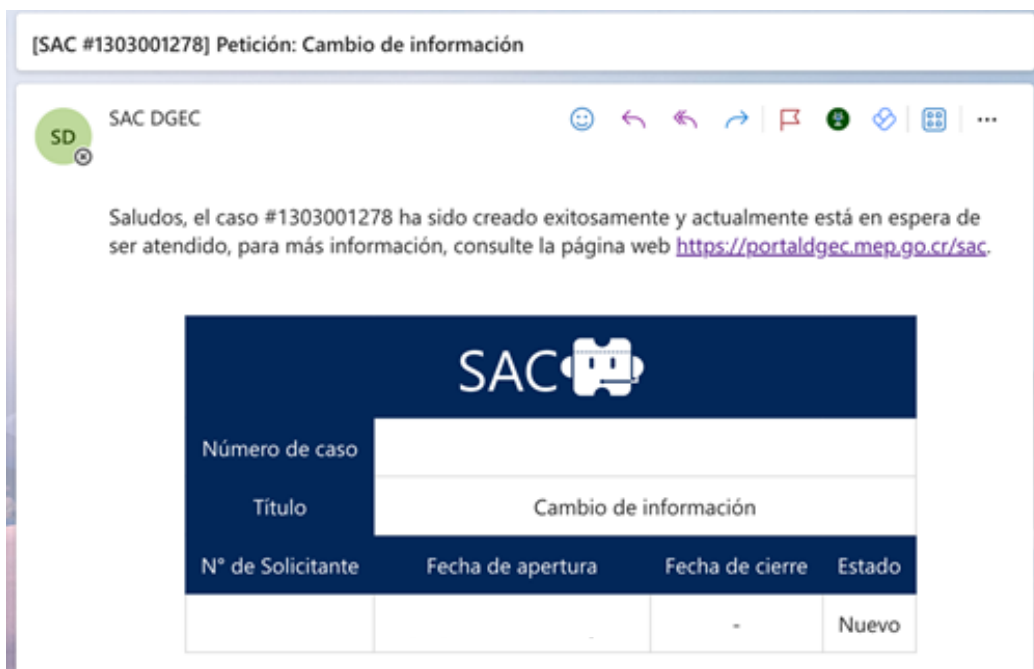 [SAC #1303001278] Petición: Cambio de información
SD
SAC DGEC
Saludos, el caso #1303001278 ha sido creado exitosamente y actualmente está en espera de
ser atendido, para más información, consulte la página web https://portaldgec.mep.go.cr/sac.
SAC
Número de caso
Título
Cambio de información
N° de Solicitante
Fecha de apertura
Fecha de cierre
Estado
-
Nuevo